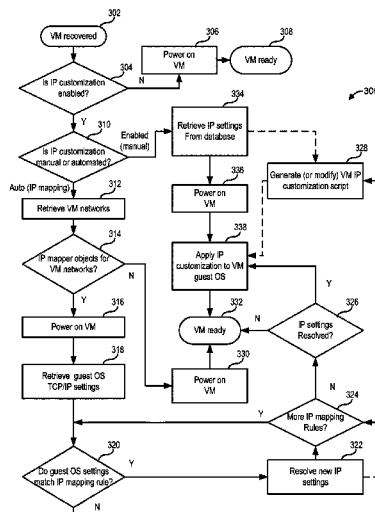 302
VM recovered
304
Is IP customization
enabled?
N
306
Power on
VM
308
VM ready
Y
310
Is IP customization
manual or automated?
Enabled
(manual)
334
Retrieve IP settings
From database
300
328
Generate (or modify) VM IP
customization script
Auto (IP mapping)
312
Retrieve VM networks
336
Power on
VM
314
IP mapper objects for
VM networks?
N
Y
338
Apply IP
customization to VM
guest OS
Y
326
IP settings
Resolved?
N
N
332
VM ready
316
Power on VM
330
Power on
VM
318
Retrieve guest OS
TCP/IP settings
324
More IP mapping
Rules?
Y
320
Do guest OS settings
match IP mapping rule?
Y
N
322
Resolve new IP
settings